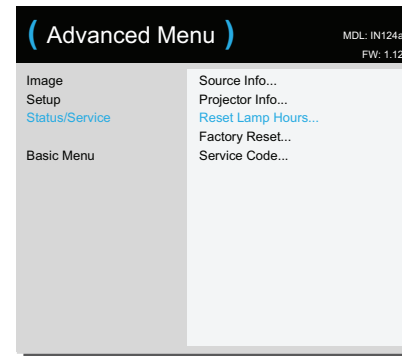 ( Advanced Menu )
MDL: IN124a
FW: 1.12
Image
Setup
Status/Service
Basic Menu
Source Info...
Projector Info...
Reset Lamp Hours...
Factory Reset...
Service Code...